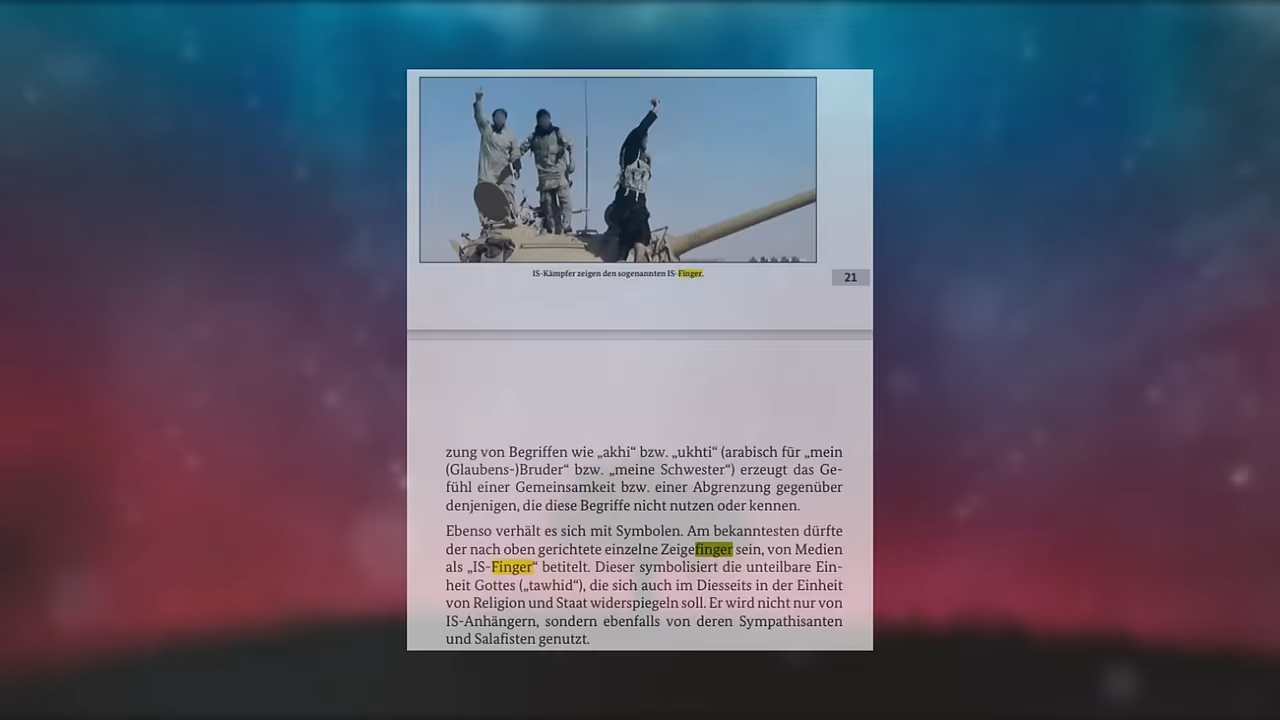 IS-Kämpfer zeigen den sogenannten IS-Finger.
21
zung von Begriffen wie „akhi“ bzw. „ukhti“ (arabisch für „mein
(Glaubens-)Bruder“ bzw. „meine Schwester“) erzeugt das Ge-
fühl einer Gemeinsamkeit bzw. einer Abgrenzung gegenüber
denjenigen, die diese Begriffe nicht nutzen oder kennen.
Ebenso verhält es sich mit Symbolen. Am bekanntesten dürfte
der nach oben gerichtete einzelne Zeigefinger sein, von Medien
als „IS-Finger“ betitelt. Dieser symbolisiert die unteilbare Ein-
heit Gottes („tawhid“), die sich auch im Diesseits in der Einheit
von Religion und Staat widerspiegeln soll. Er wird nicht nur von
IS-Anhängern, sondern ebenfalls von deren Sympathisanten
und Salafisten genutzt.